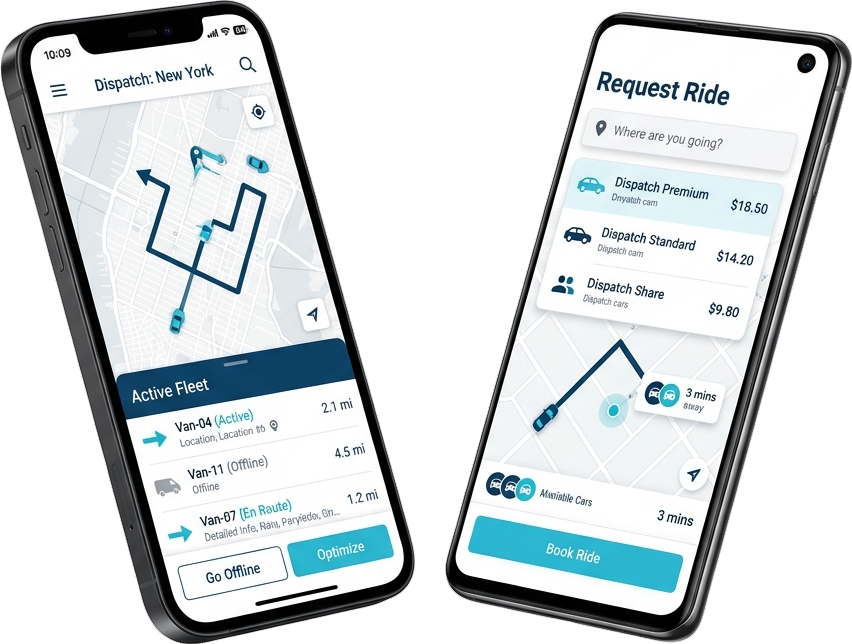 10:09
Dispatch: New York
Active Fleet
Van-04 (Active)
2.1 mi
Location, Lacation
Van-11 (Offline)
4.5 mi
Offline
Van-07 (En Route)
1.2 mi
Detailed Info,
Go Offline
Optimize
Request Ride
Where are you going?
Dispatch Premium
$18.50
Dispatch Standard
$14.20
Dispatch Share
Dispatch cars
$9.80
3 mins
Cars
3 mins
Book Ride